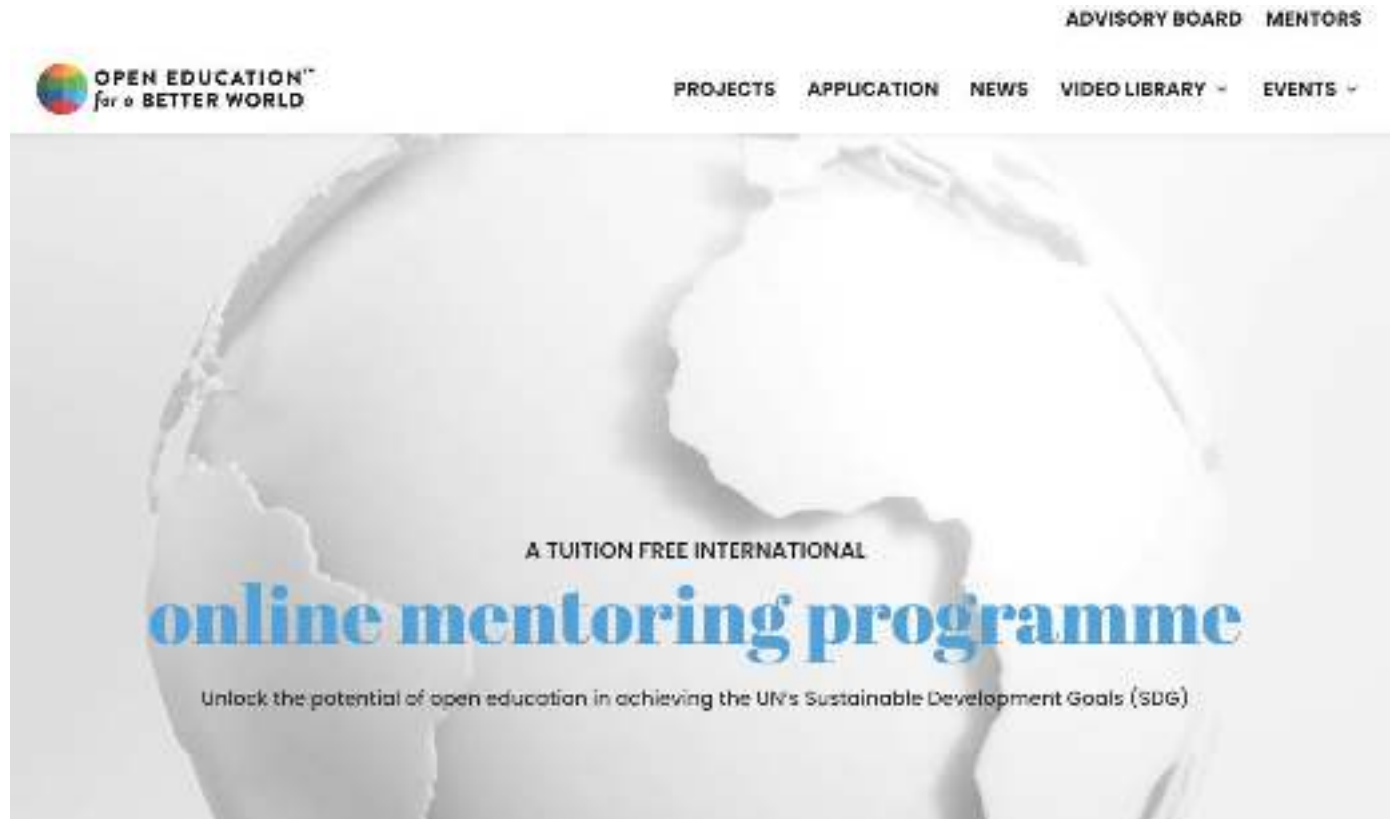 ADVISORY BOARD MENTORS
OPEN EDUCATION™
for a BETTER WORLD
PROJECTS APPLICATION NEWS VIDEO LIBRARY EVENTS
A TUITION FREE INTERNATIONAL
online mentoring programme
Unlock the potential of open education in achieving the UN's Sustainable Development Goals (SDG)